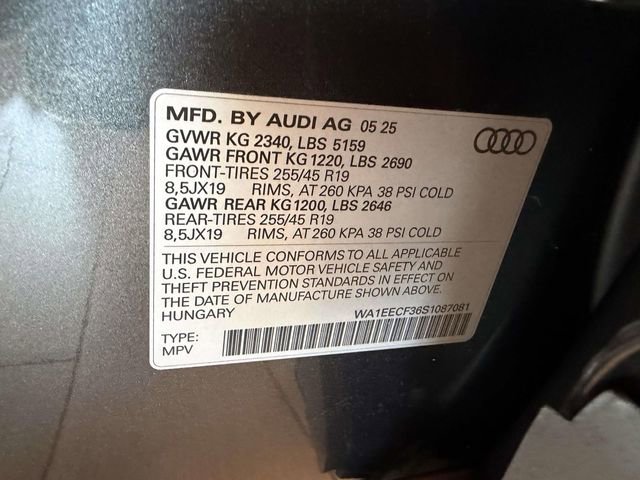 MFD. BY AUDI AG 05 25
GVWR KG 2340, LBS 5159
GAWR FRONT KG 1220, LBS 2690
FRONT-TIRES 255/45 R19
8,5JX19 RIMS, AT 260 KPA 38 PSI COLD
GAWR REAR KG1200, LBS 2646
REAR-TIRES 255/45 R19
8,5JX19 RIMS, AT 260 KPA 38 PSI COLD
THIS VEHICLE CONFORMS TO ALL APPLICABLE
U.S. FEDERAL MOTOR VEHICLE SAFETY AND
THEFT PREVENTION STANDARDS IN EFFECT ON
THE DATE OF MANUFACTURE SHOWN ABOVE.
HUNGARY
WA1EECF36S1087081
TYPE:
MPV